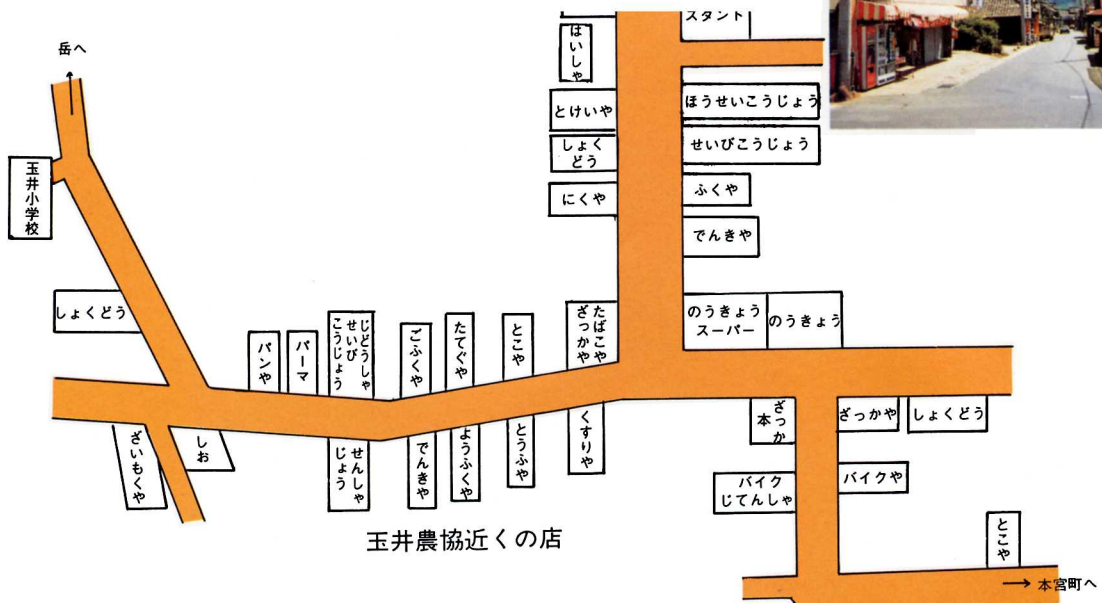 スタンド
岳へ
はいしゃ
とけいや
ほうせいこうじょう
しょく
どう
せいびこうじょう
玉井小学校
にくや
ふくや
でんきや
しょくどう
パンや
パーマ
じどうしゃ
せいび
こうじょう
ごふくや
たてぐや
とこや
たばこや
ざっかや
のうきょう
スーパー
のうきょう
ざいもくや
しお
せんしゃ
じょう
でんきや
ようふくや
とうふや
くすりや
ざっか
本
ざっかや
しょくどう
バイク
じてんしゃ
バイクや
とこや
玉井農協近くの店
本宮町へ